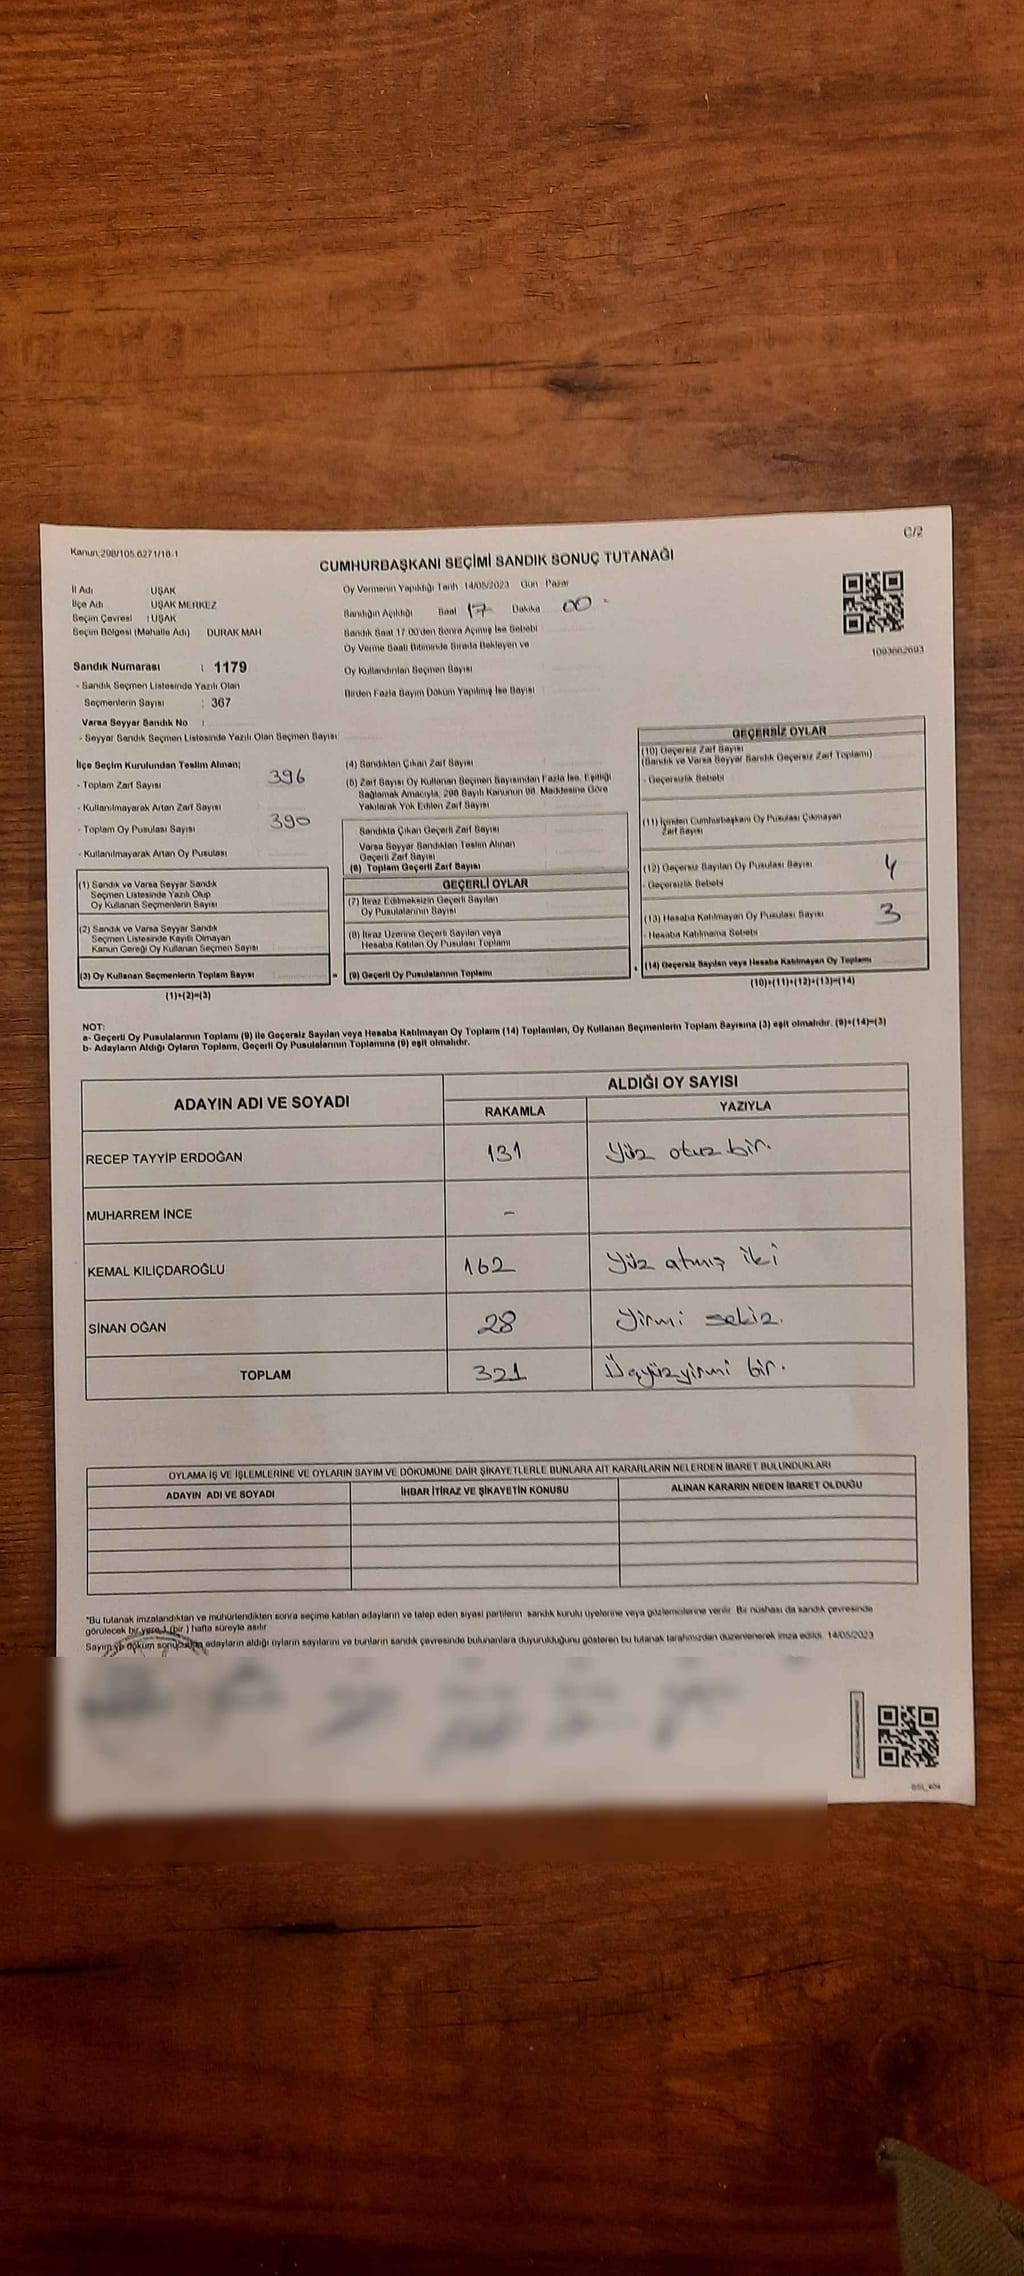 C/2
Kanun:298/105,6271/16-1
CUMHURBAŞKANI SEÇİMİ SANDIK SONUÇ TUTANAĞI
İl Adı UŞAK
İlçe Adı UŞAK MERKEZ
Seçim Çevresi : UŞAK
Seçim Bölgesi (Mahalle Adı) DURAK MAH
Sandık Numarası : 1179
- Sandık Seçmen Listesinde Yazılı Olan
Seçmenlerin Sayısı : 367
Varsa Seyyar Sandık No :
- Seyyar Sandık Seçmen Listesinde Yazılı Olan Seçmen Sayısı
Oy Vermenin Yapıldığı Tarih 14/05/2023 Gün Pazar
Sandığın Açıldığı Saat 17 Dakika 00
Sandık Saat 17.00'den Sonra Açılmış İse Sebebi
Oy Verme Saati Bitiminde Sırada Bekleyen ve
Oy Kullandırılan Seçmen Sayısı
Birden Fazla Sayım Döküm Yapılmış İse Sayısı
1093662693
İlçe Seçim Kurulundan Teslim Alınan;
- Toplam Zarf Sayısı 396
- Kullanılmayarak Artan Zarf Sayısı
- Toplam Oy Pusulası Sayısı 390
- Kullanılmayarak Artan Oy Pusulası
(1) Sandık ve Varsa Seyyar Sandık
Seçmen Listesinde Yazılı Olup
Oy Kullanan Seçmenlerin Sayısı
(2) Sandık ve Varsa Seyyar Sandık
Seçmen Listesinde Kayıtlı Olmayan
Kanun Gereği Oy Kullanan Seçmen Sayısı
(3) Oy Kullanan Seçmenlerin Toplam Sayısı
(1)+(2)=(3)
(4) Sandıktan Çıkan Zarf Sayısı
(5) Zarf Sayısı Oy Kullanan Seçmen Sayısından Fazla İse, Eşitliği
Sağlamak Amacıyla, 298 Sayılı Kanunun 98. Maddesine Göre
Yakılarak Yok Edilen Zarf Sayısı
Sandıkta Çıkan Geçerli Zarf Sayısı
Varsa Seyyar Sandıktan Teslim Alınan
Geçerli Zarf Sayısı
(6) Toplam Geçerli Zarf Sayısı
GEÇERLİ OYLAR
(7) İtiraz Edilmeksizin Geçerli Sayılan
Oy Pusulalarının Sayısı
(8) İtiraz Üzerine Geçerli Sayılan veya
Hesaba Katılan Oy Pusulası Toplamı
(9) Geçerli Oy Pusulalarının Toplamı
GEÇERSİZ OYLAR
(10) Geçersiz Zarf Sayısı
(Sandık ve Varsa Seyyar Sandık Geçersiz Zarf Toplamı)
- Geçersizlik Sebebi
(11) İçinden Cumhurbaşkanı Oy Pusulası Çıkmayan
Zarf Sayısı
(12) Geçersiz Sayılan Oy Pusulası Sayısı 4
- Geçersizlik Sebebi
(13) Hesaba Katılmayan Oy Pusulası Sayısı 3
- Hesaba Katılmama Sebebi
(14) Geçersiz Sayılan veya Hesaba Katılmayan Oy Toplamı
(10)+(11)+(12)+(13)=(14)
NOT:
a- Geçerli Oy Pusulalarının Toplamı (9) ile Geçersiz Sayılan veya Hesaba Katılmayan Oy Toplamı (14) Toplamları, Oy Kullanan Seçmenlerin Toplam Sayısına (3) eşit olmalıdır. (9)+(14)=(3)
b- Adayların Aldığı Oyların Toplamı, Geçerli Oy Pusulalarının Toplamına (9) eşit olmalıdır.
ADAYIN ADI VE SOYADI ALDIĞI OY SAYISI
RAKAMLA YAZIYLA
RECEP TAYYİP ERDOĞAN 131 Yüz otuz bir.
MUHARREM İNCE -
KEMAL KILIÇDAROĞLU 162 Yüz atmış iki
SİNAN OĞAN 28 Yirmi sekiz.
TOPLAM 321 Üçyüzyirmi bir.
OYLAMA İŞ VE İŞLEMLERİNE VE OYLARIN SAYIM VE DÖKÜMÜNE DAİR ŞİKAYETLERLE BUNLARA AİT KARARLARIN NELERDEN İBARET BULUNDUKLARI
ADAYIN ADI VE SOYADI İHBAR İTİRAZ VE ŞİKAYETİN KONUSU ALINAN KARARIN NEDEN İBARET OLDUĞU
*Bu tutanak imzalandıktan ve mühürlendikten sonra seçime katılan adayların ve talep eden siyasi partilerin sandık kurulu üyelerine veya gözlemcilerine verilir. Bir nüshası da sandık çevresinde
görülecek bir yere 1 (bir) hafta süreyle asılır
Sayım ve döküm sonucunda adayların aldığı oyların sayılarını ve bunların sandık çevresinde bulunanlara duyurulduğunu gösteren bu tutanak tarafımızdan düzenlenerek imza edildi. 14/05/2023